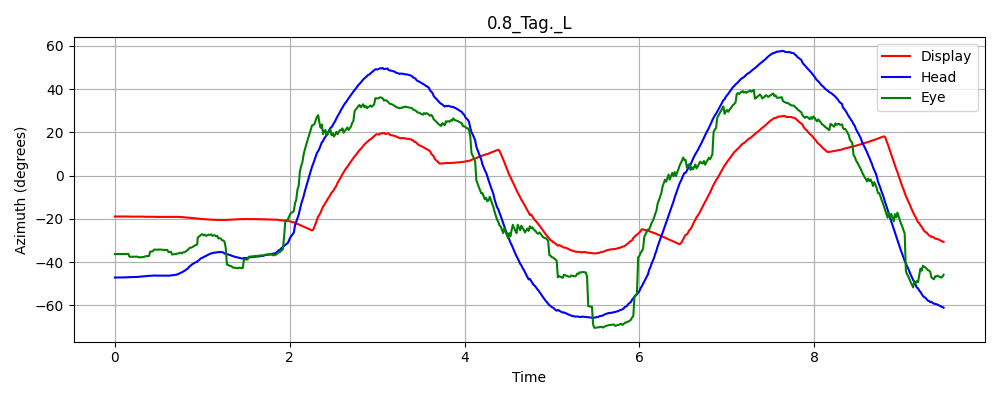 0.8_Tag._L
Display
Head
Eye
Azimuth (degrees)
60
40
20
0
−20
−40
−60
0 2 4 6 8
Time